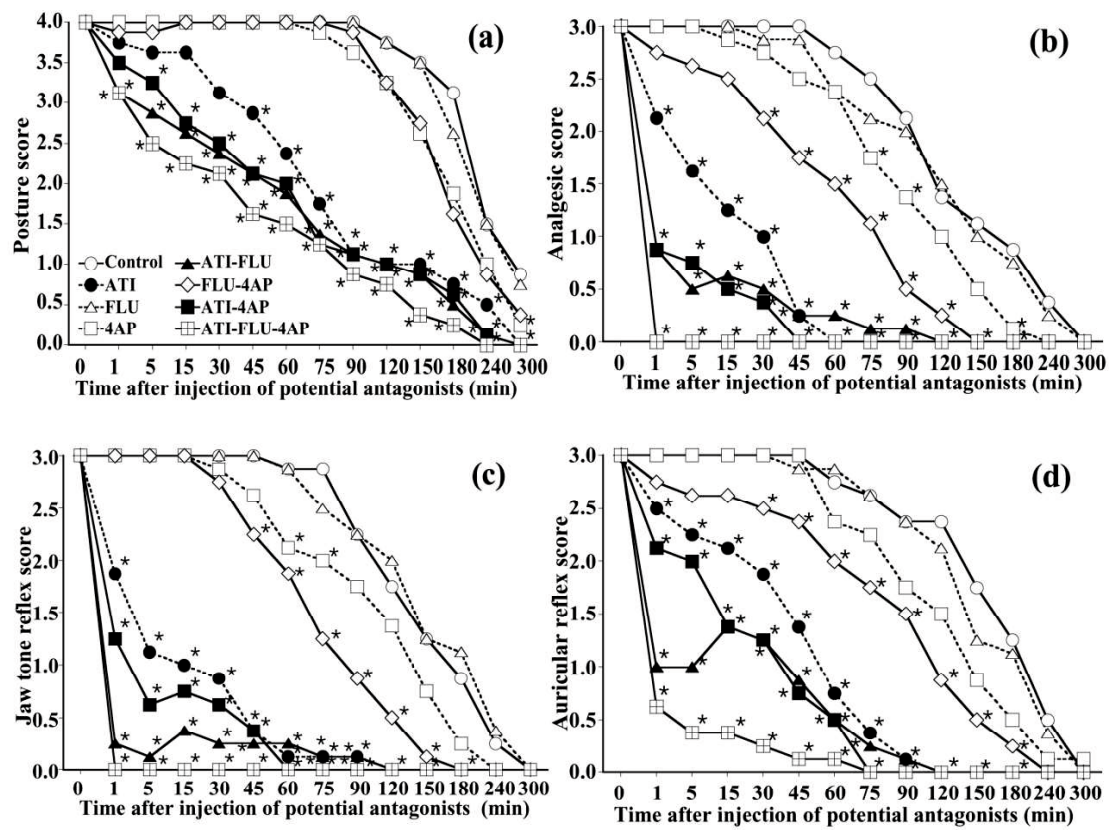 (a)
Posture score
4.0
3.5
3.0
2.5
2.0
1.5
1.0
0.5
0.0
Control
ATI
FLU
4AP
ATI-FLU
FLU-4AP
ATI-4AP
ATI-FLU-4AP
0 1 5 15 30 45 60 75 90 120 150 180 240 300
Time after injection of potential antagonists (min)
(b)
Analgesic score
3.0
2.5
2.0
1.5
1.0
0.5
0.0
0 1 5 15 30 45 60 75 90 120 150 180 240 300
Time after injection of potential antagonists (min)
(c)
Jaw tone reflex score
3.0
2.5
2.0
1.5
1.0
0.5
0.0
0 1 5 15 30 45 60 75 90 120 150 180 240 300
Time after injection of potential antagonists (min)
(d)
Auricular reflex score
3.0
2.5
2.0
1.5
1.0
0.5
0.0
0 1 5 15 30 45 60 75 90 120 150 180 240 300
Time after injection of potential antagonists (min)